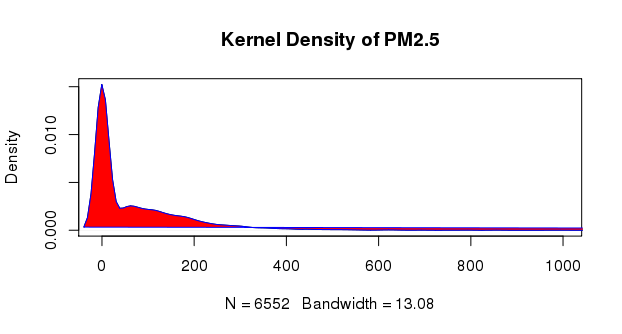 Kernel Density of PM2.5
Density
0.000
0.010
0
200
400
600
800
1000
N = 6552 Bandwidth = 13.08